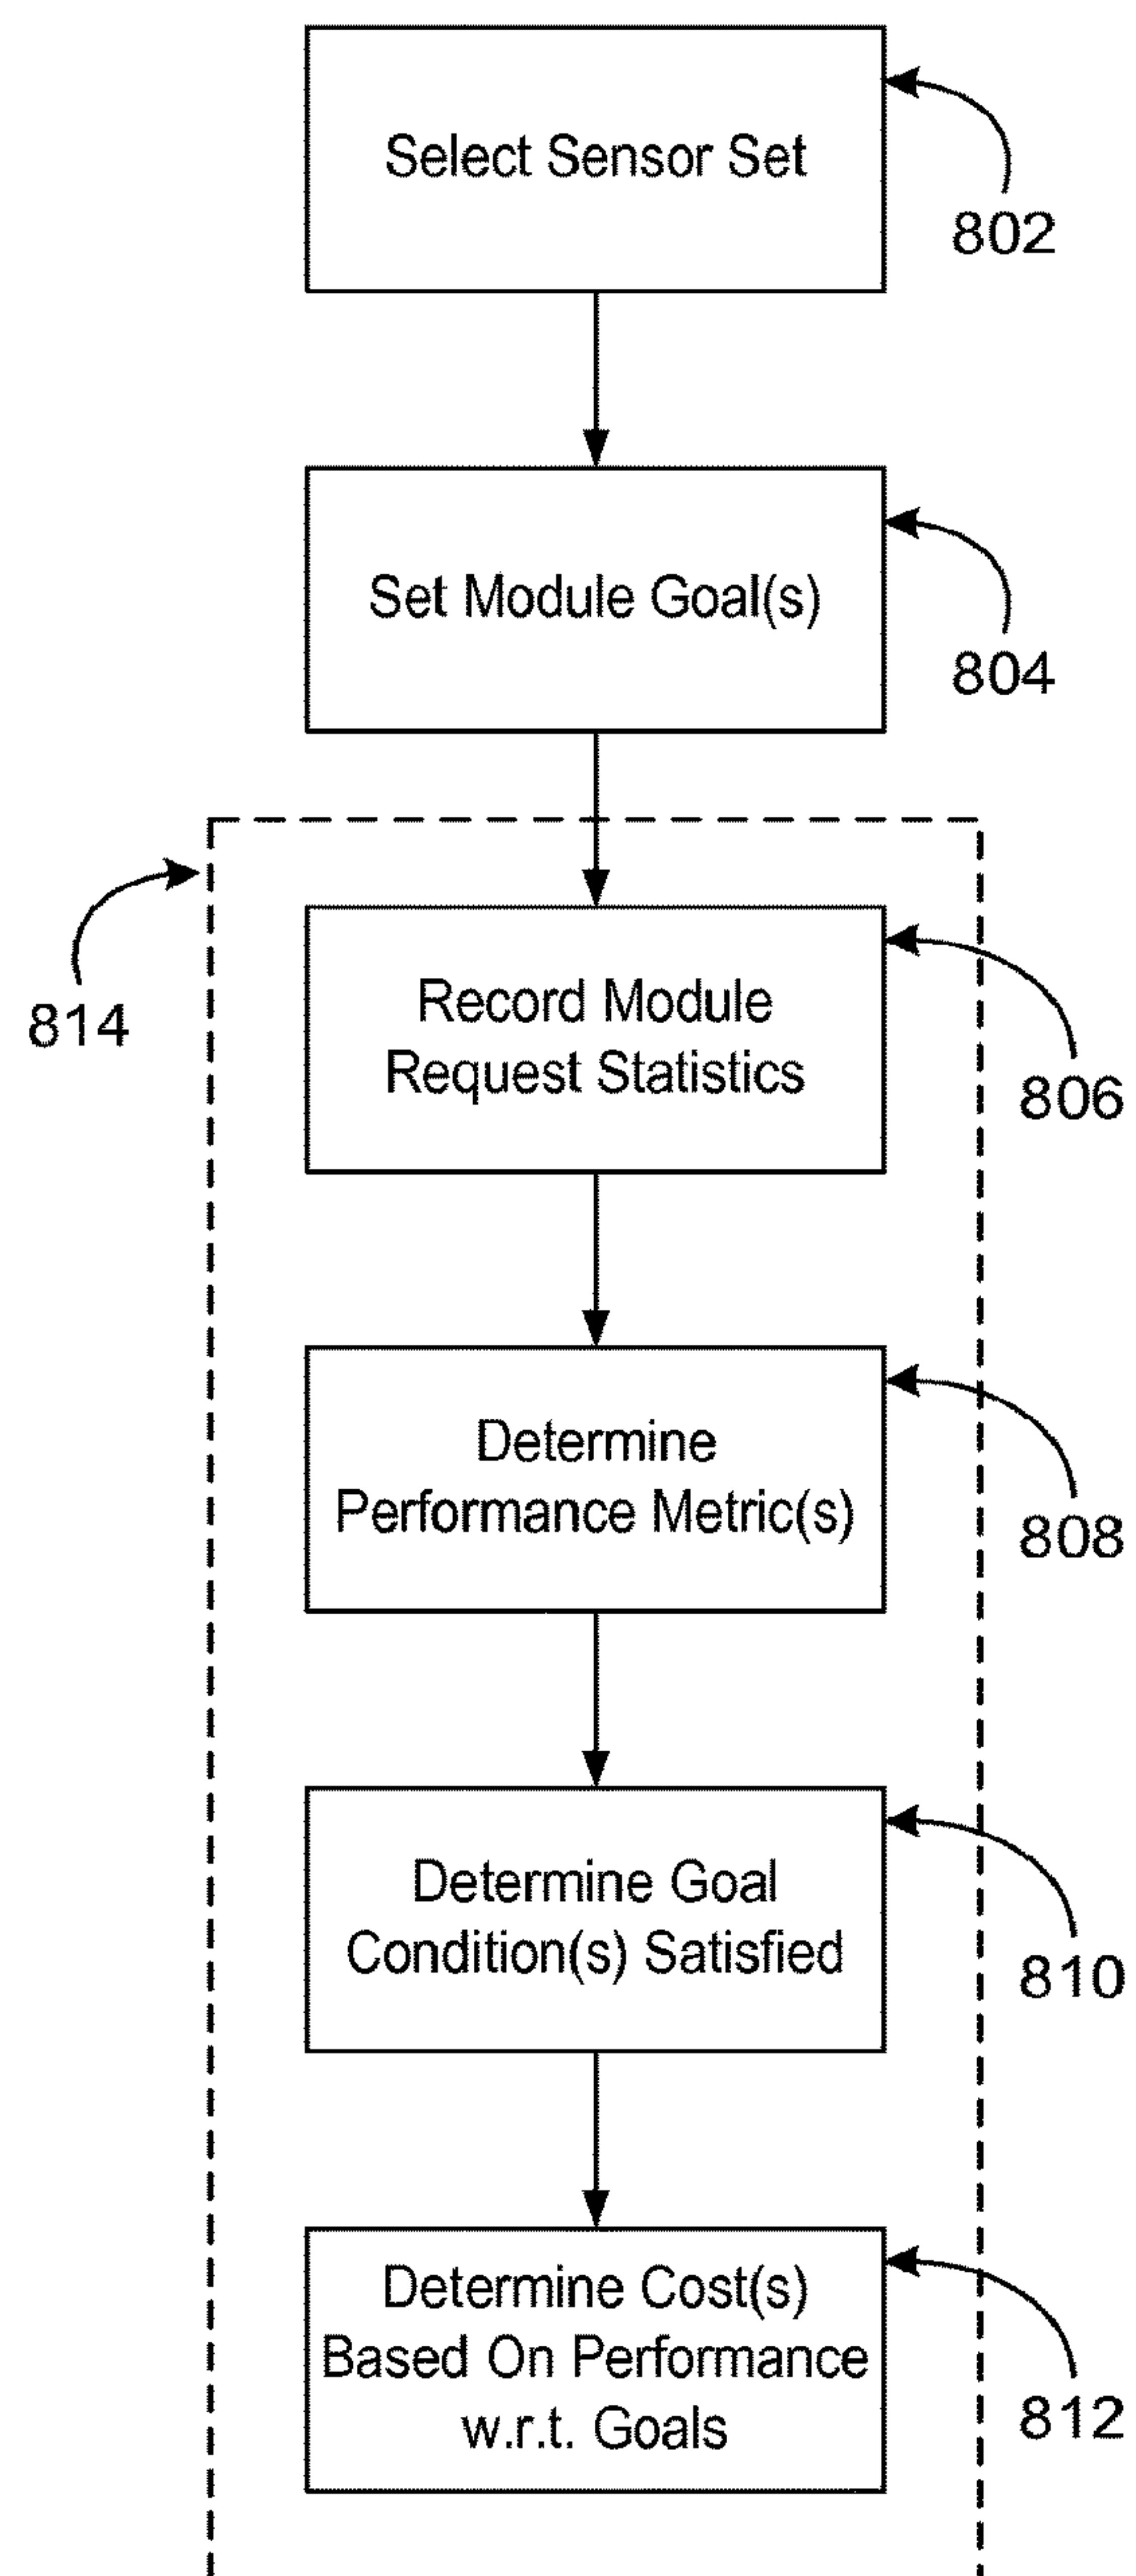 Select Sensor Set
802
Set Module Goal(s)
804
814
Record Module
Request Statistics
806
Determine
Performance Metric(s)
808
Determine Goal
Condition(s) Satisfied
810
Determine Cost(s)
Based On Performance
w.r.t. Goals
812